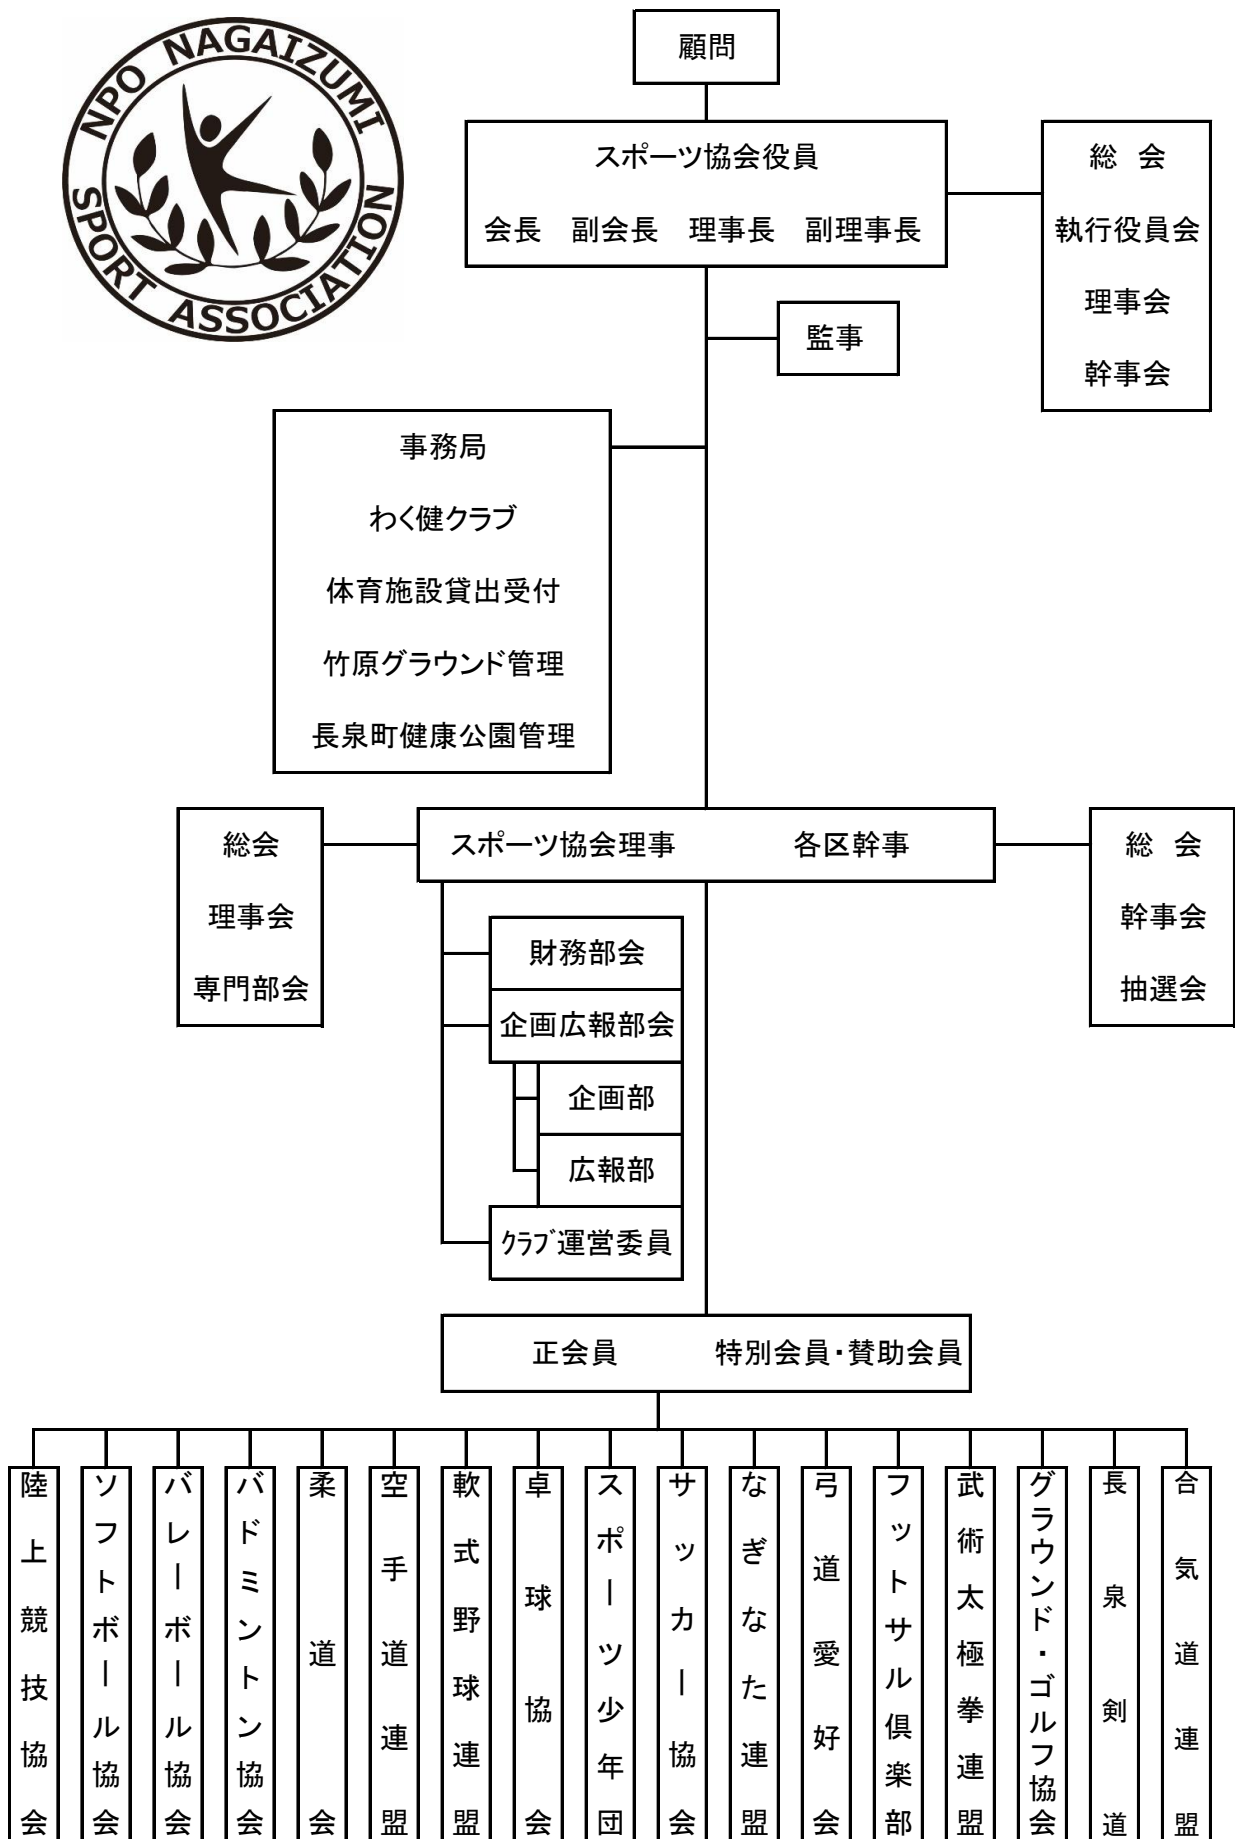 NPO NAGAIZUMI
SPORT ASSOCIATION
顧問
スポーツ協会役員
会長 副会長 理事長 副理事長
総 会
執行役員会
理事会
幹事会
監事
事務局
わく健クラブ
体育施設貸出受付
竹原グラウンド管理
長泉町健康公園管理
総会
理事会
専門部会
スポーツ協会理事 各区幹事
総 会
幹事会
抽選会
財務部会
企画広報部会
企画部
広報部
ｸﾗﾌﾞ運営委員
正会員 特別会員・賛助会員
陸上競技協会
ソフトボール協会
バレーボール協会
バドミントン協会
柔道会
空手道連盟
軟式野球連盟
卓球協会
スポーツ少年団
サッカー協会
なぎなた連盟
弓道愛好会
フットサル倶楽部
武術太極拳連盟
グラウンド・ゴルフ協会
長泉剣道
合気道連盟